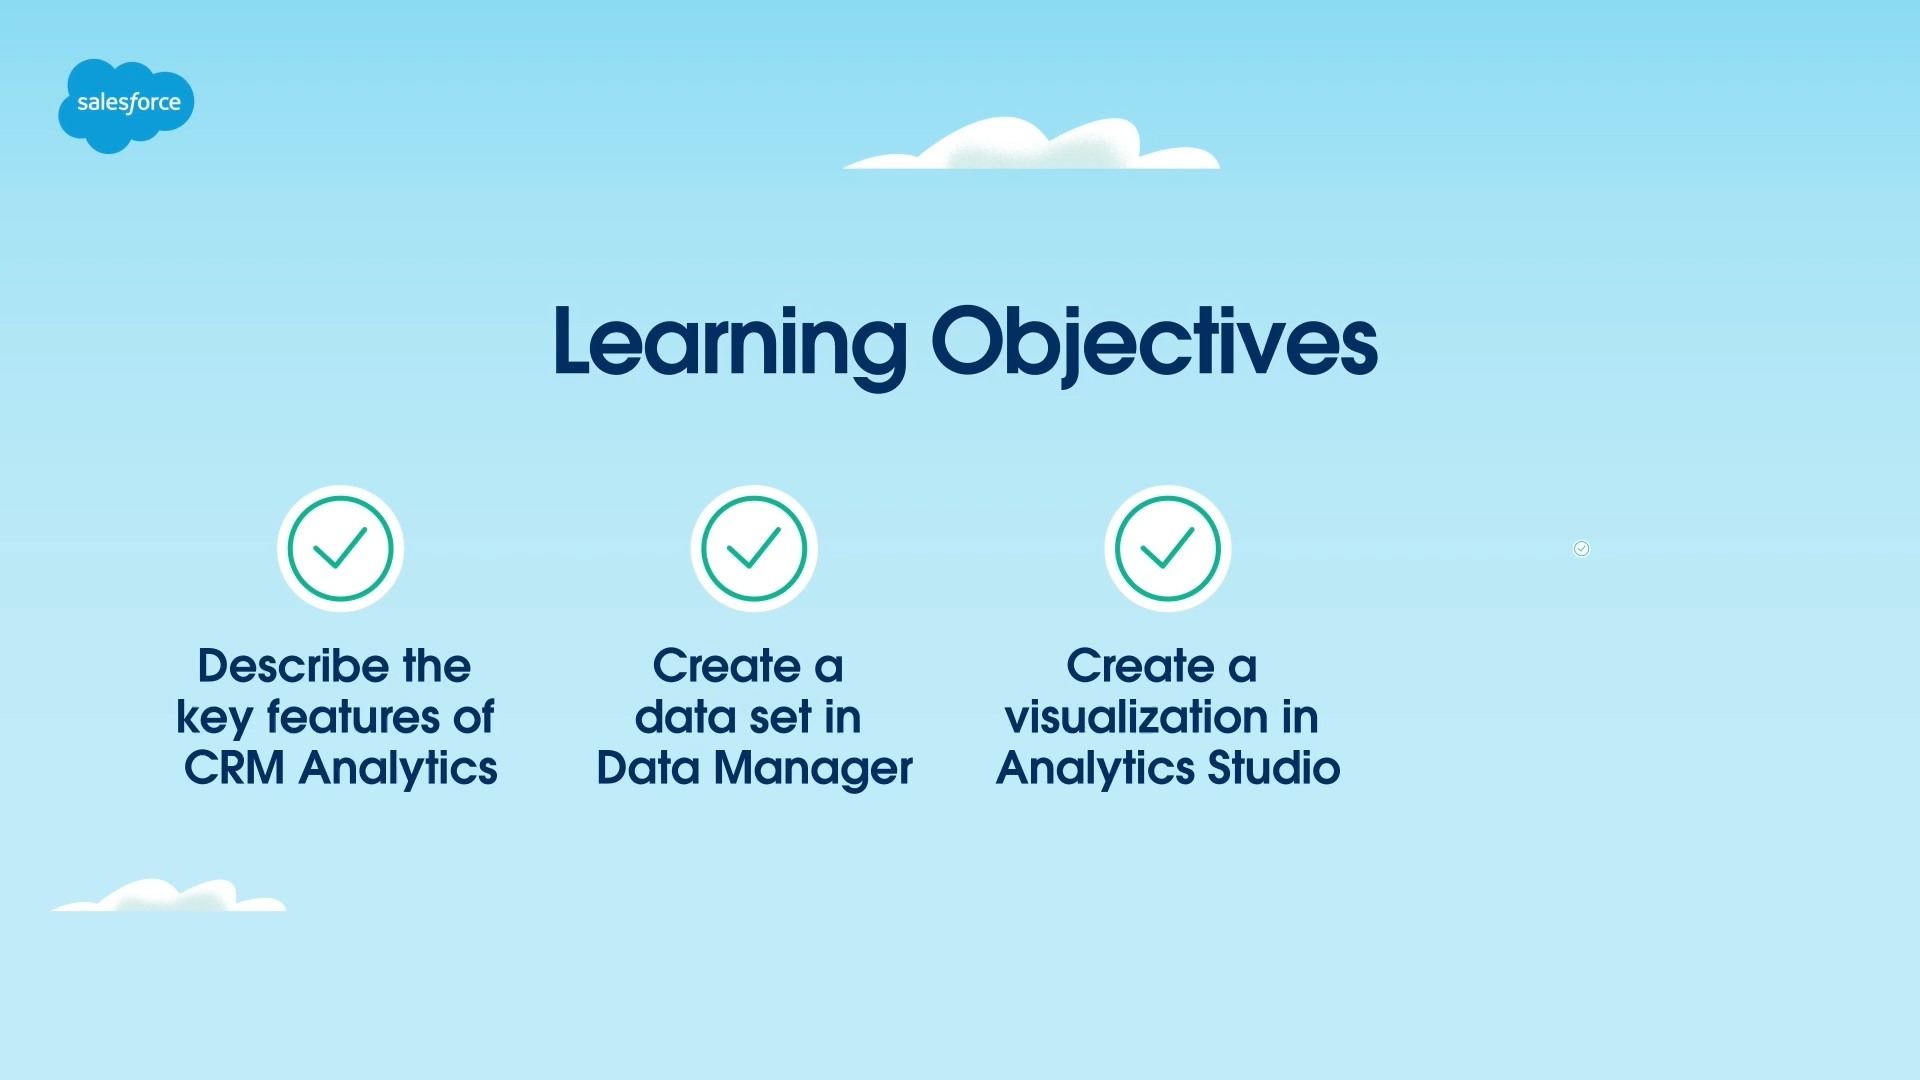 salesforce
Learning Objectives
Describe the
key features of
CRM Analytics
Create a
data set in
Data Manager
Create a
visualization in
Analytics Studio